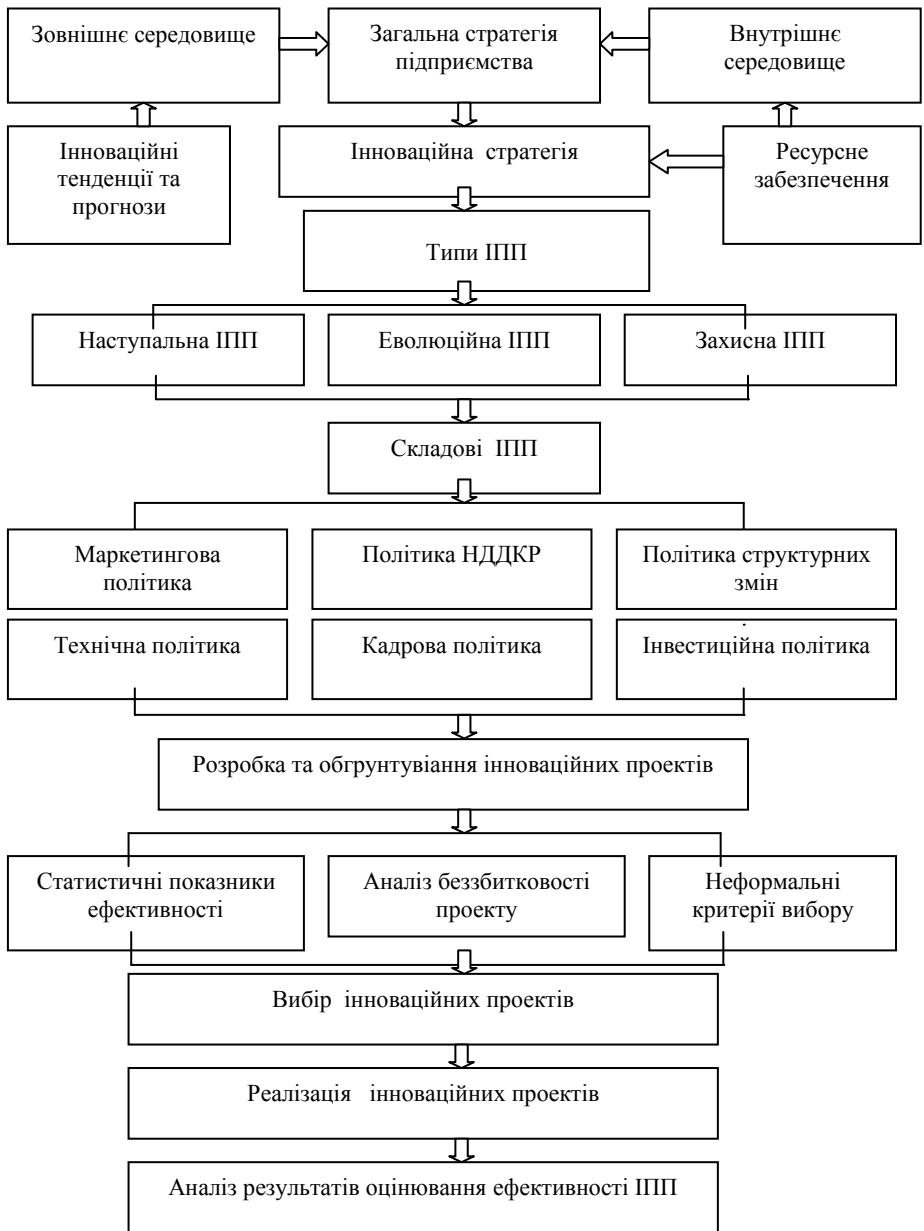 Зовнішнє середовище
Загальна стратегія
підприємства
Внутрішнє
середовище
Інноваційні
тенденції та
прогнози
Інноваційна стратегія
Ресурсне
забезпечення
Типи ІПП
Наступальна ІПП
Еволюційна ІПП
Захисна ІПП
Складові ІПП
Маркетингова
політика
Політика НДДКР
Політика структурних
змін
Технічна політика
Кадрова політика
Інвестиційна політика
Розробка та обгрунтувіання інноваційних проектів
Статистичні показники
ефективності
Аналіз беззбитковості
проекту
Неформальні
критерії вибору
Вибір інноваційних проектів
Реалізація інноваційних проектів
Аналіз результатів оцінювання ефективності ІПП